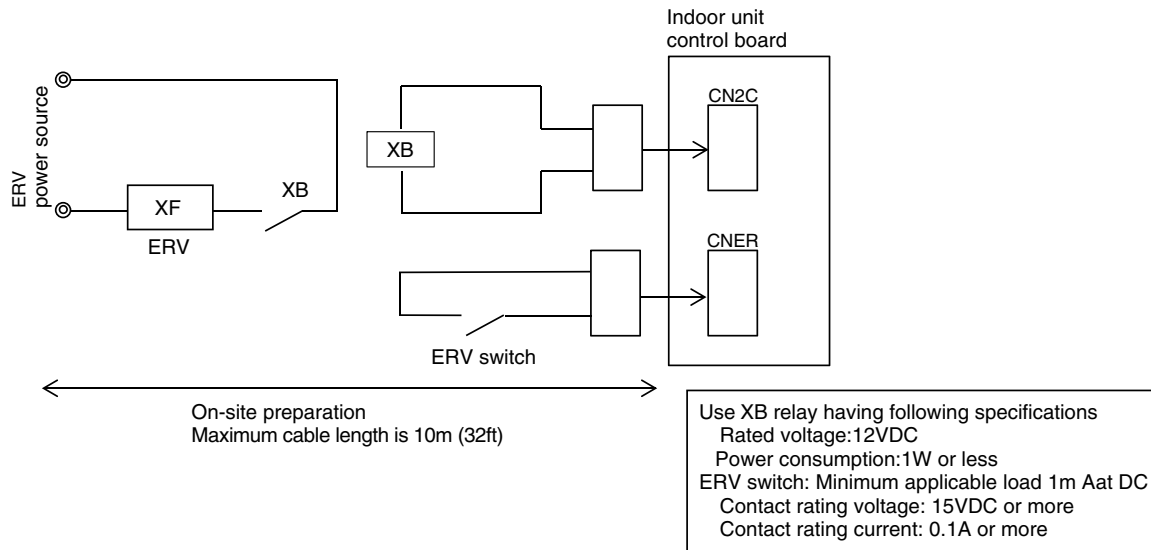 Indoor unit
control board
ERV
power source
CN2C
XB
XB
XF
ERV
CNER
ERV switch
On-site preparation
Maximum cable length is 10m (32ft)
Use XB relay having following specifications
Rated voltage:12VDC
Power consumption:1W or less
ERV switch: Minimum applicable load 1m Aat DC
Contact rating voltage: 15VDC or more
Contact rating current: 0.1A or more